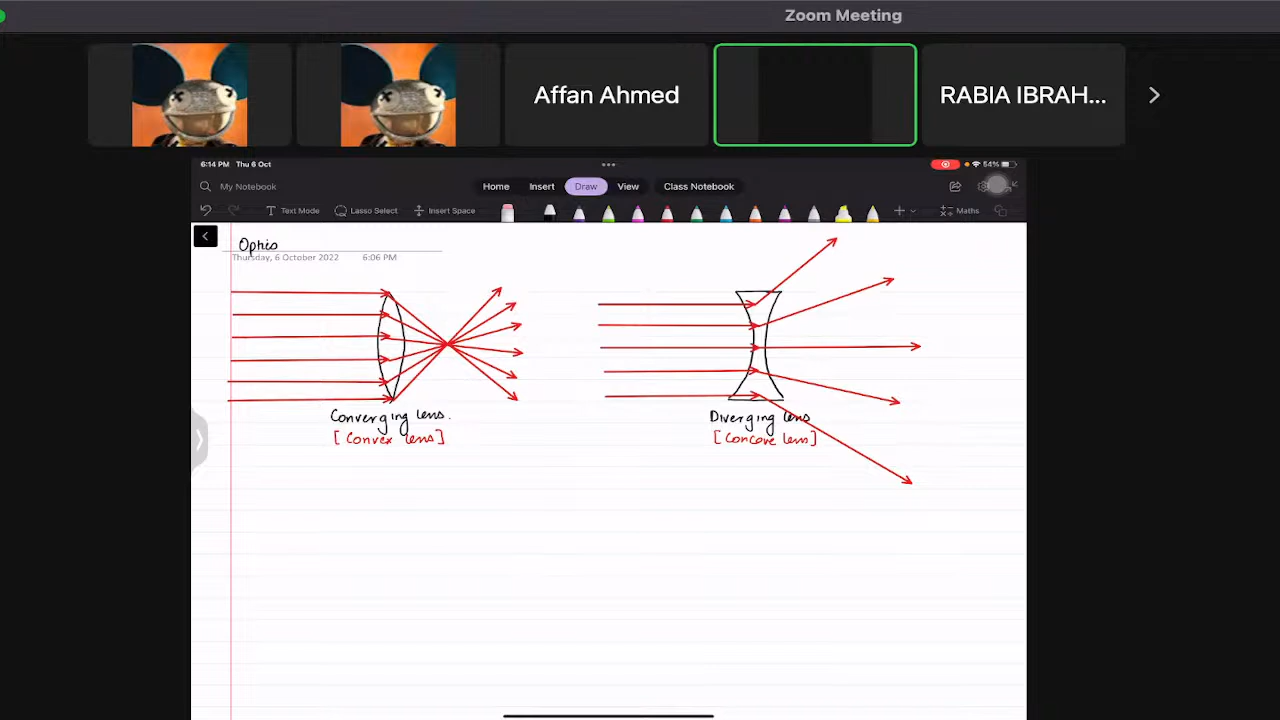 Zoom Meeting
Affan Ahmed
RABIA IBRAH...
6:14 PM Thu 6 Oct
54%
My Notebook
Home
Insert
Draw
View
Class Notebook
Text Mode
Lasso Select
Insert Space
Maths
Optics
Thursday, 6 October 2022 6:06 PM
Converging lens.
[Convex lens]
Diverging lens
[Concave lens]